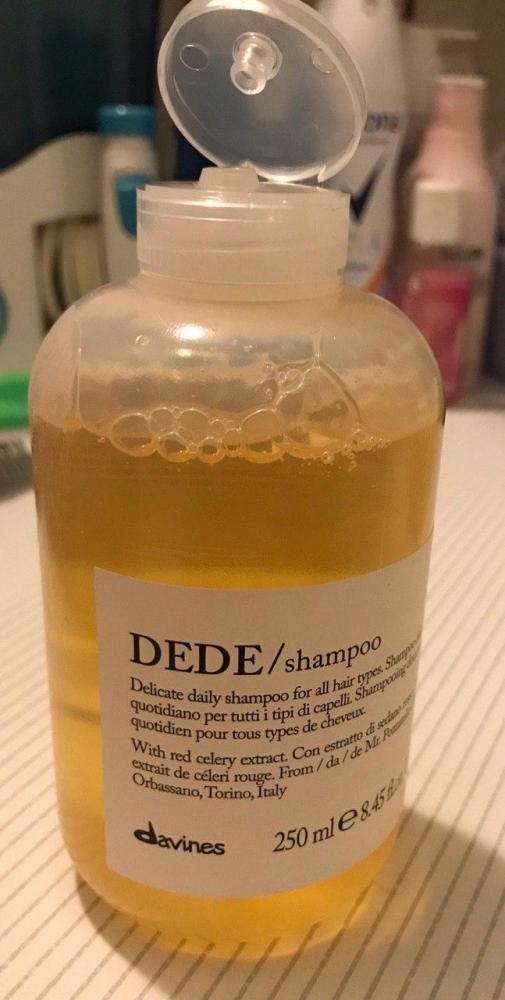 DEDE/shampoo
Delicate daily shampoo for all hair types. Shampoo
quotidiano per tutti i tipi di capelli. Shampooing
quotidien pour tous types de cheveux.
With red celery extract. Con estratto di sedano
extrait de céleri rouge. From / da / de Mr.
Orbassano, Torino, Italy
davines
250 ml e 8.45 fl.